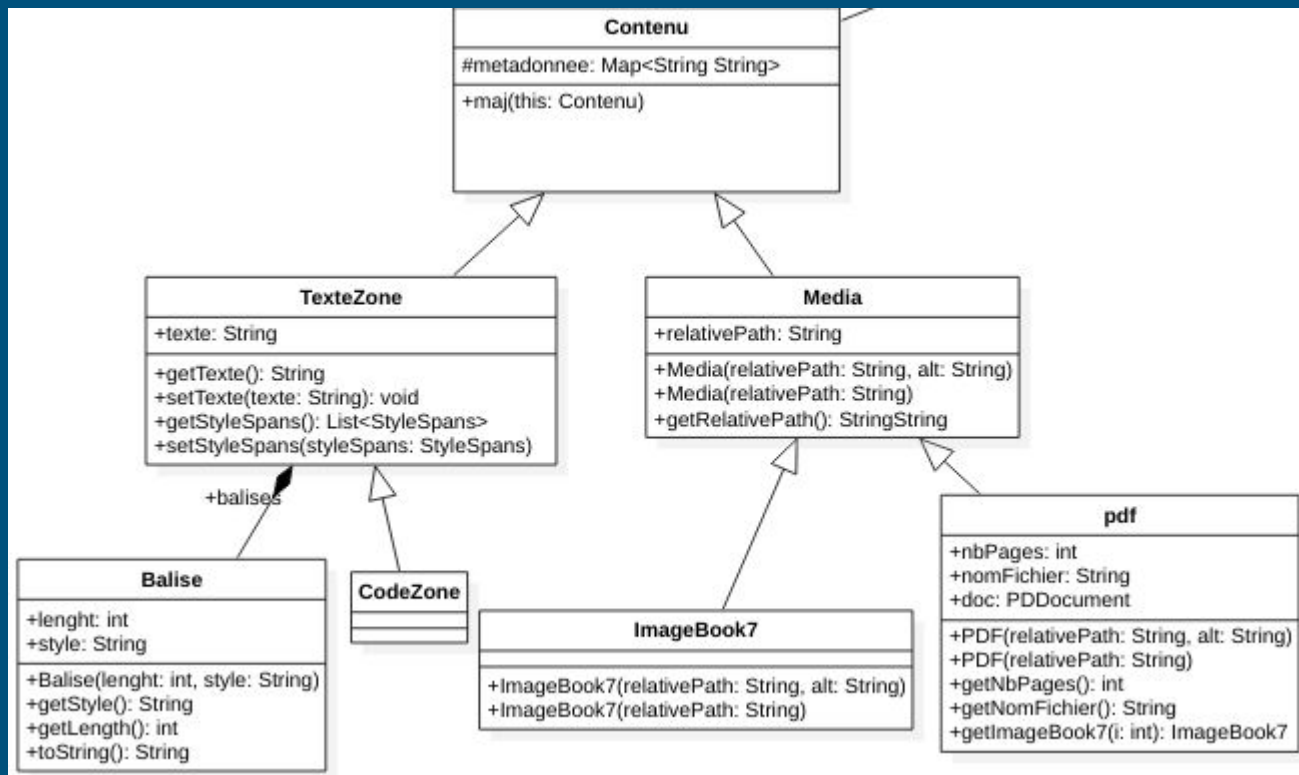 Contenu
#metadonnee: Map<String String>
+maj(this: Contenu)
TexteZone
+texte: String
+getTexte(): String
+setTexte(texte: String): void
+getStyleSpans(): List<StyleSpans>
+setStyleSpans(styleSpans: StyleSpans)
Media
+relativePath: String
+Media(relativePath: String, alt: String)
+Media(relativePath: String)
+getRelativePath(): StringString
+balises
Balise
+lenght: int
+style: String
+Balise(lenght: int, style: String)
+getStyle(): String
+getLength(): int
+toString(): String
CodeZone
ImageBook7
+ImageBook7(relativePath: String, alt: String)
+ImageBook7(relativePath: String)
pdf
+nbPages: int
+nomFichier: String
+doc: PDDocument
+PDF(relativePath: String, alt: String)
+PDF(relativePath: String)
+getNbPages(): int
+getNomFichier(): String
+getImageBook7(i: int): ImageBook7